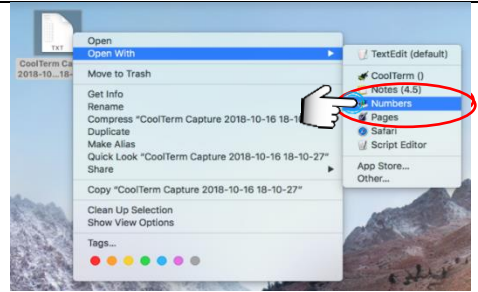 TXT
CoolTerm Ca
2018-10...18-
Open
Open With
Move to Trash
Get Info
Rename
Compress “CoolTerm Capture 2018-10-16 18-1
Duplicate
Make Alias
Quick Look “CoolTerm Capture 2018-10-16 18-10-27”
Share
Copy “CoolTerm Capture 2018-10-16 18-10-27”
Clean Up Selection
Show View Options
Tags...
TextEdit (default)
CoolTerm ()
Notes (4.5)
Numbers
Pages
Safari
Script Editor
App Store...
Other...